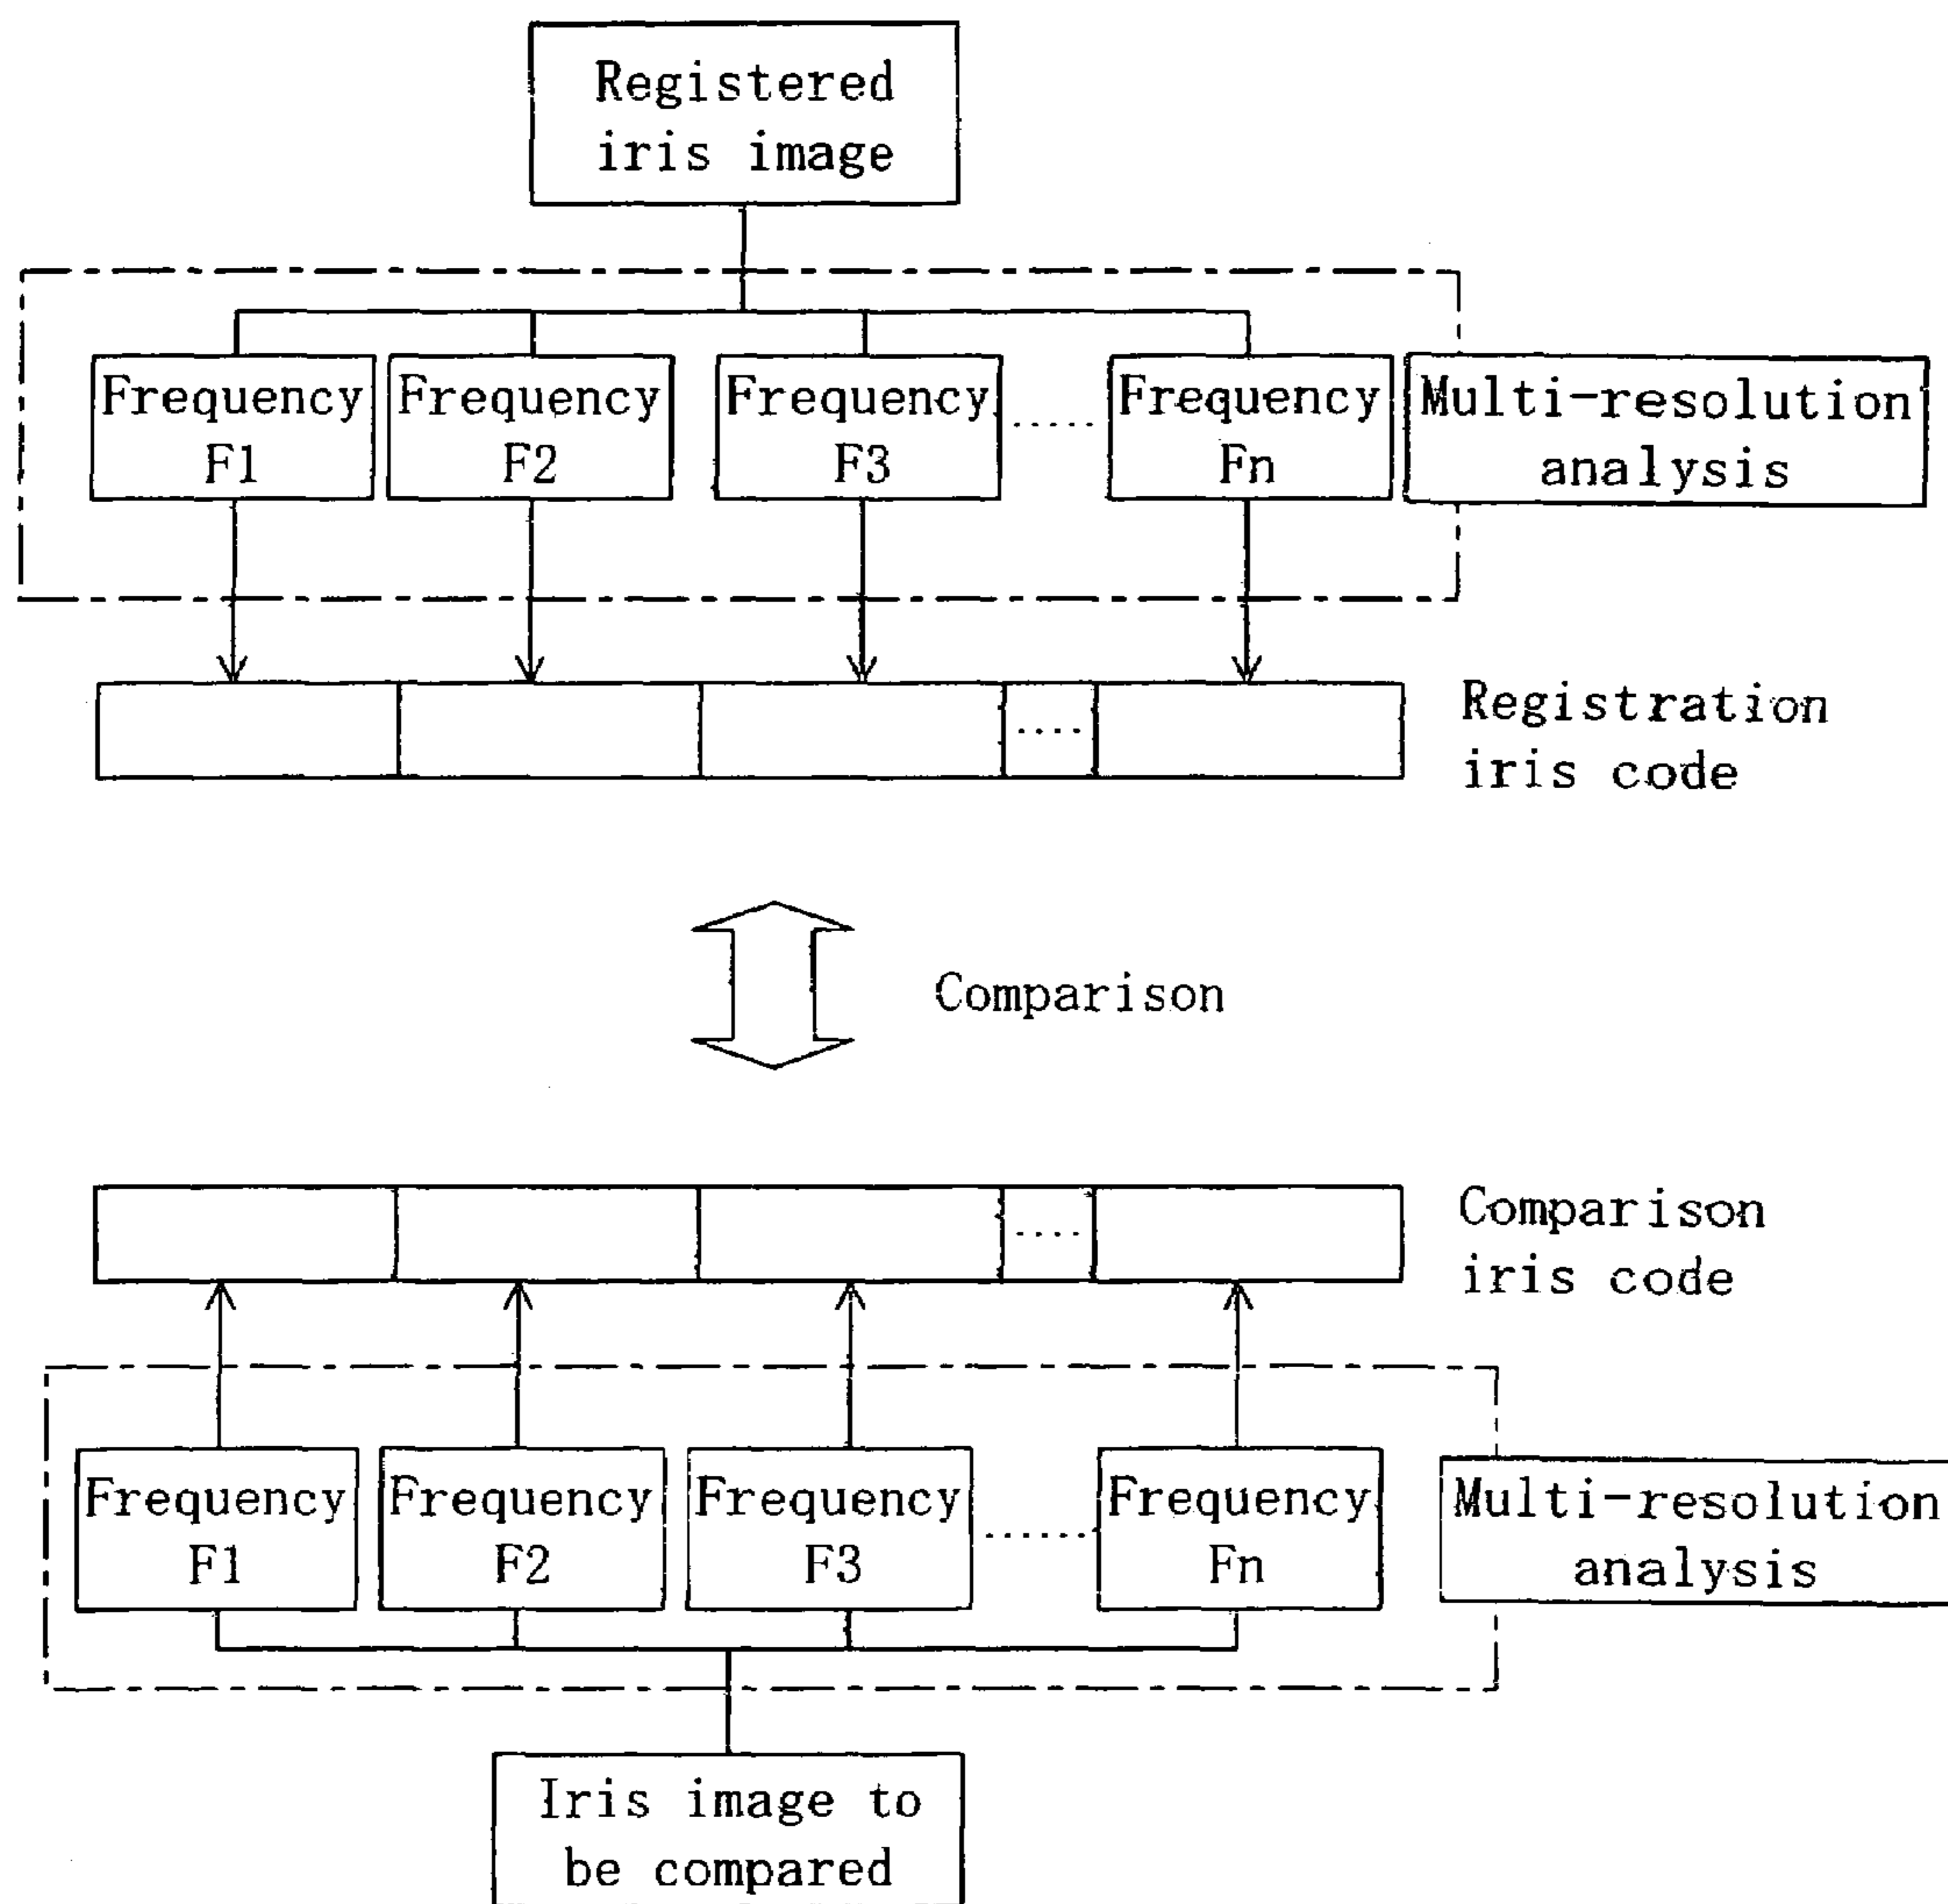 Registered
iris image
Frequency
F1
Frequency
F2
Frequency
F3
......
Frequency
Fn
Multi-resolution
analysis
....
Registration
iris code
Comparison
....
Comparison
iris code
Frequency
F1
Frequency
F2
Frequency
F3
.......
Frequency
Fn
Multi-resolution
analysis
Iris image to
be compared